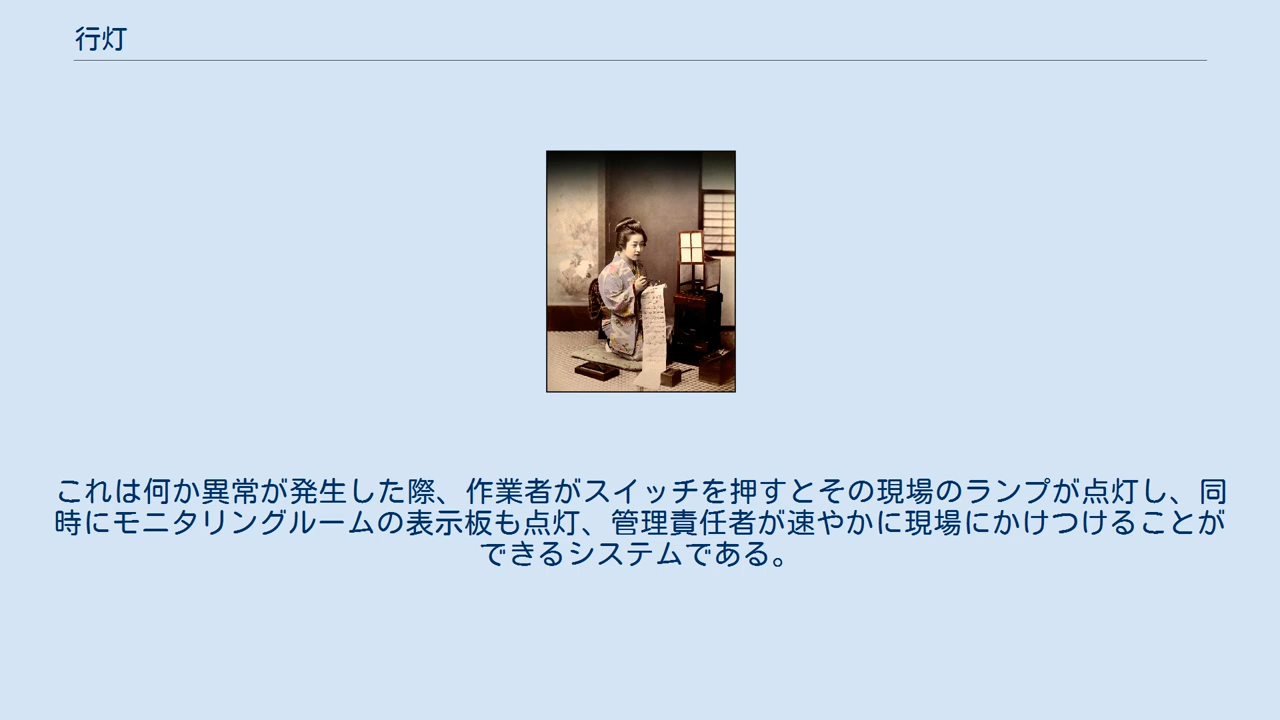 行灯
これは何か異常が発生した際、作業者がスイッチを押すとその現場のランプが点灯し、同
時にモニタリングルームの表示板も点灯、管理責任者が速やかに現場にかけつけることが
できるシステムである。